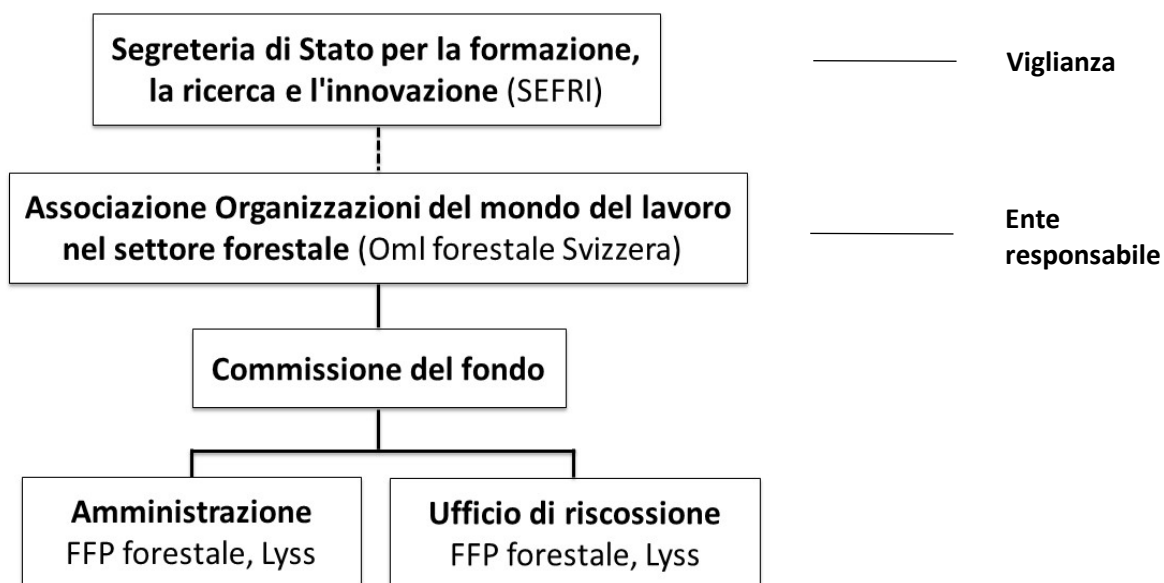 Segreteria di Stato per la formazione,
la ricerca e l'innovazione (SEFRI)
Viglianza
Associazione Organizzazioni del mondo del lavoro
nel settore forestale (Oml forestale Svizzera)
Ente
responsabile
Commissione del fondo
Amministrazione
FFP forestale, Lyss
Ufficio di riscossione
FFP forestale, Lyss